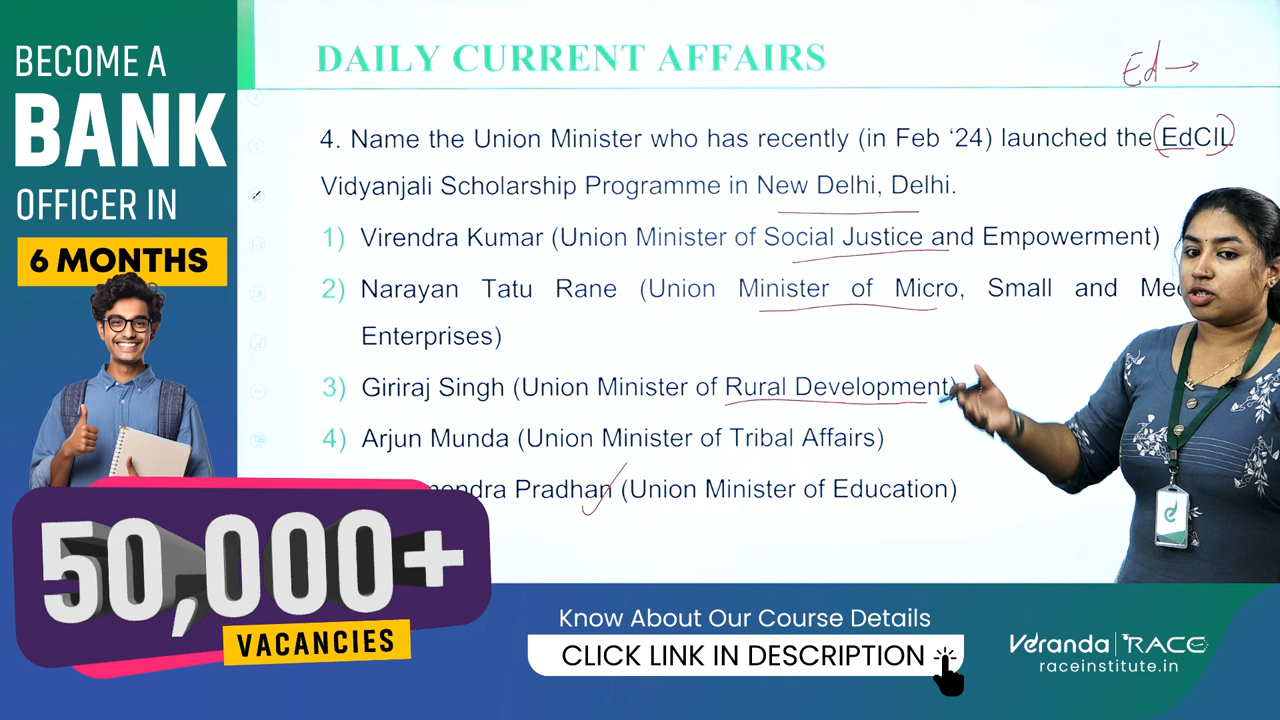 BECOME A
BANK
OFFICER IN
6 MONTHS
50,000+
VACANCIES
DAILY CURRENT AFFAIRS
Ed→
4. Name the Union Minister who has recently (in Feb ‘24) launched the (EdCIL)
Vidyanjali Scholarship Programme in New Delhi, Delhi.
1) Virendra Kumar (Union Minister of Social Justice and Empowerment)
2) Narayan Tatu Rane (Union Minister of Micro, Small and Med
Enterprises)
3) Giriraj Singh (Union Minister of Rural Development)
4) Arjun Munda (Union Minister of Tribal Affairs)
mendra Pradhan (Union Minister of Education)
Know About Our Course Details
CLICK LINK IN DESCRIPTION
Veranda | RACE
raceinstitute.in